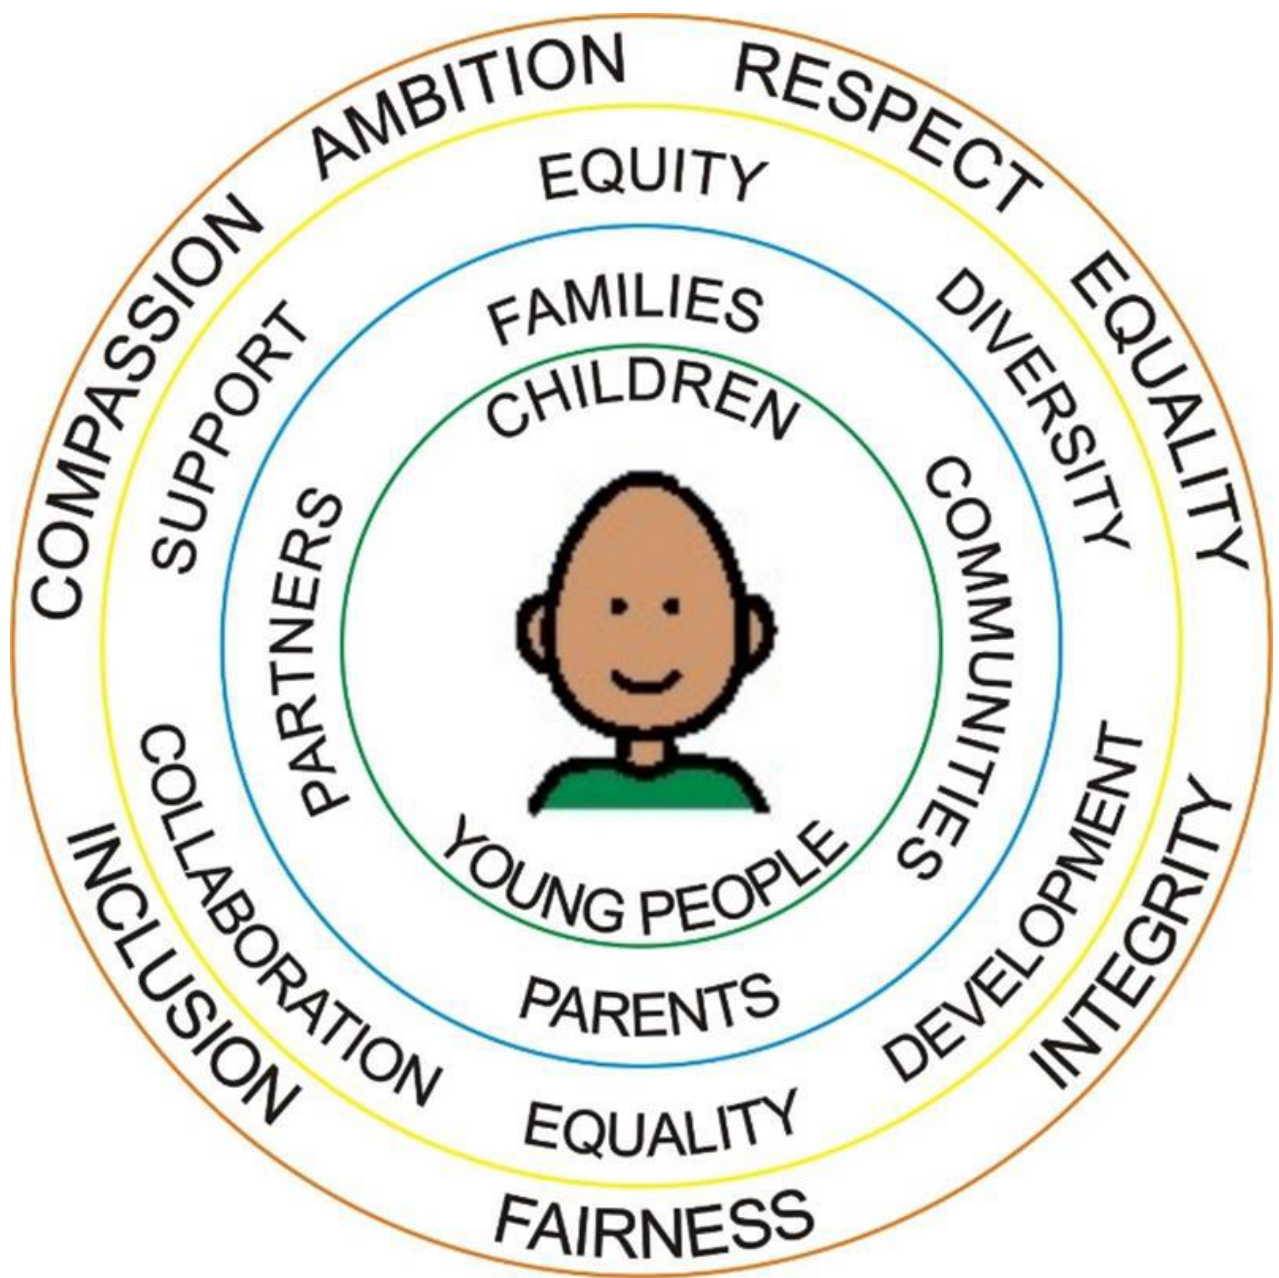 AMBITION
RESPECT
EQUALITY
INTEGRITY
FAIRNESS
INCLUSION
COMPASSION
EQUITY
DIVERSITY
DEVELOPMENT
EQUALITY
COLLABORATION
SUPPORT
FAMILIES
COMMUNITIES
PARENTS
PARTNERS
CHILDREN
YOUNG PEOPLE